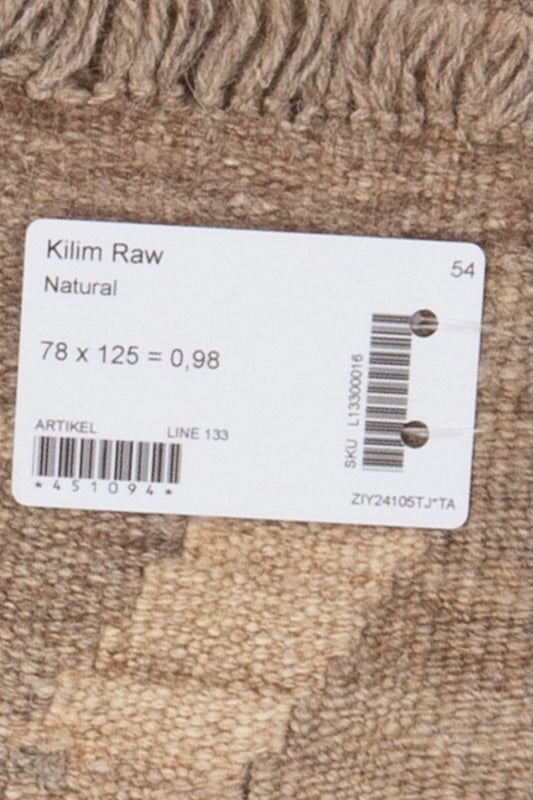 Kilim Raw
54
Natural
78 x 125 = 0,98
ARTIKEL
LINE 133
*451094*
SKU L13300016
ZIY24105TJ*TA